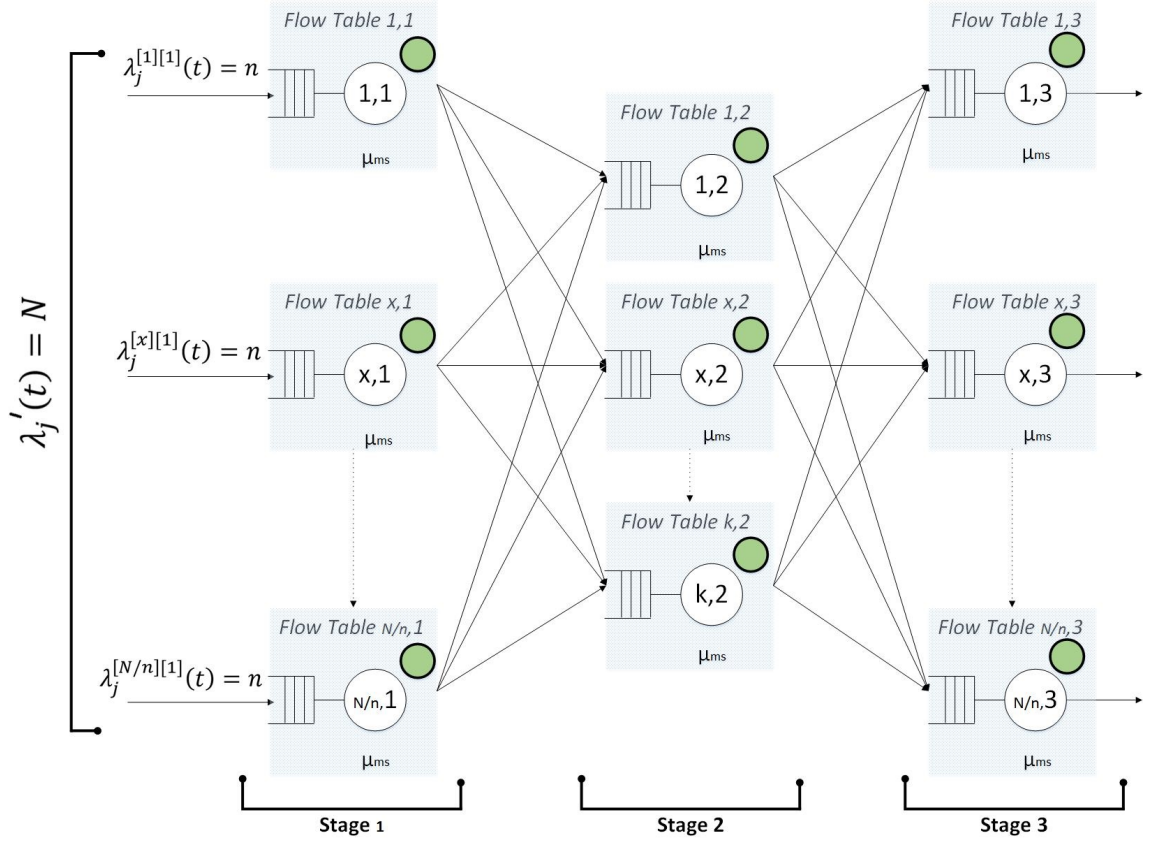 Flow Table 1,1
λj[1][1](t) = n
1,1
μms
Flow Table x,1
λj[x][1](t) = n
x,1
μms
Flow Table N/n,1
λj[N/n][1](t) = n
N/n,1
μms
λj'(t) = N
Flow Table 1,2
1,2
μms
Flow Table x,2
x,2
μms
Flow Table k,2
k,2
μms
Flow Table 1,3
1,3
μms
Flow Table x,3
x,3
μms
Flow Table N/n,3
N/n,3
μms
Stage 1
Stage 2
Stage 3